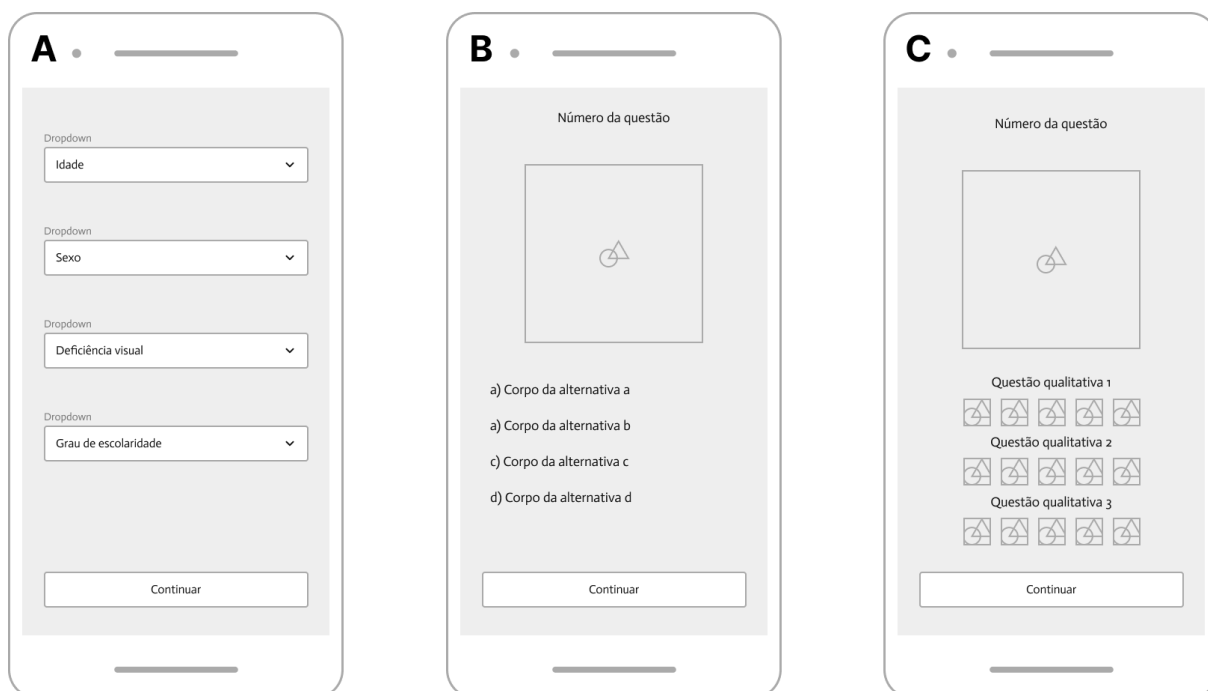 A
Dropdown
Idade
Dropdown
Sexo
Dropdown
Deficiência visual
Dropdown
Grau de escolaridade
Continuar
B
Número da questão
a) Corpo da alternativa a
a) Corpo da alternativa b
c) Corpo da alternativa c
d) Corpo da alternativa d
Continuar
C
Número da questão
Questão qualitativa 1
Questão qualitativa 2
Questão qualitativa 3
Continuar